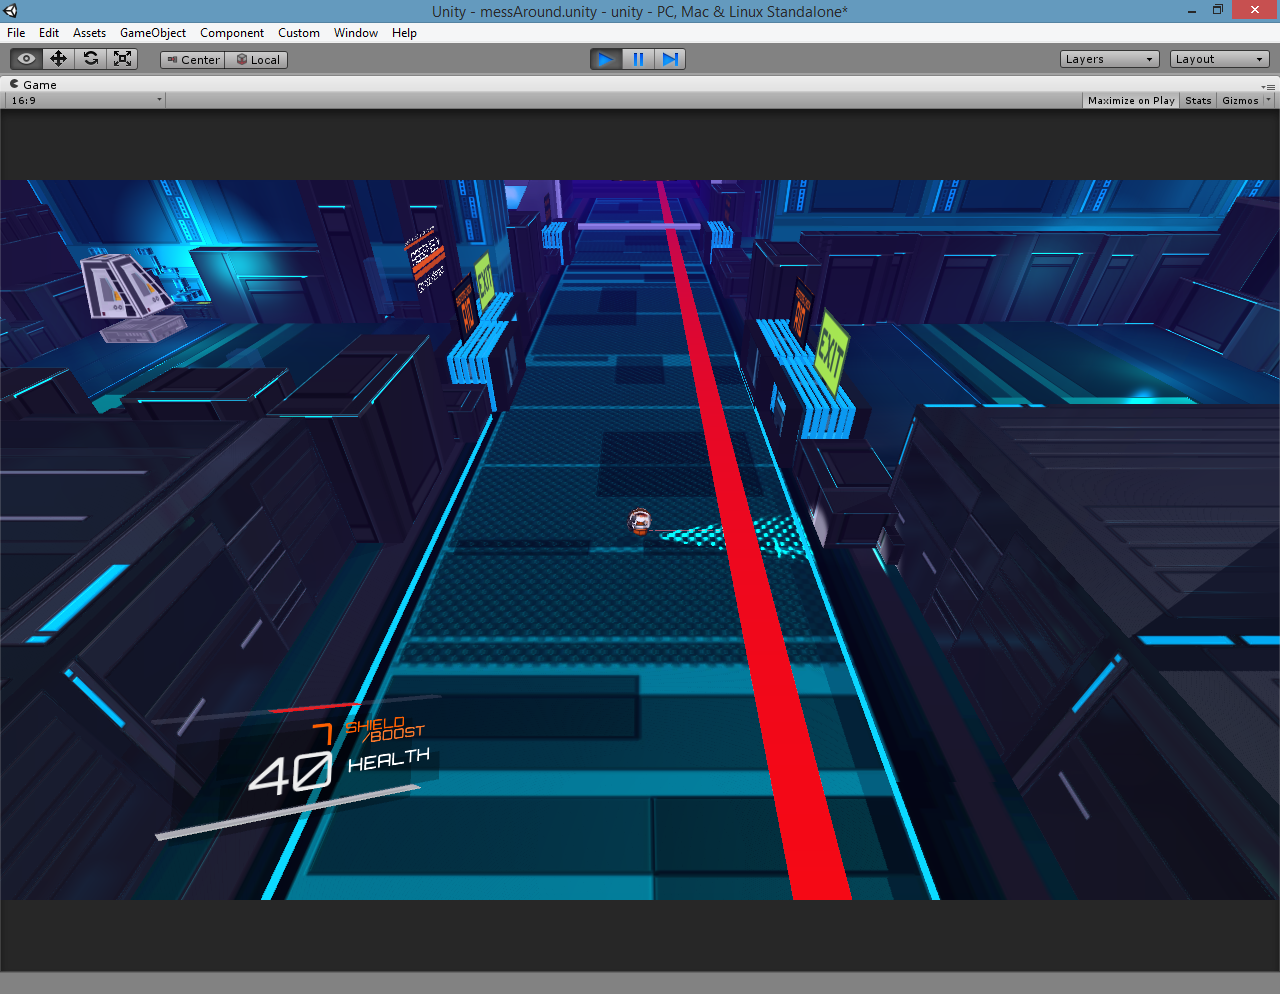 Unity - messAround.unity - unity - PC, Mac & Linux Standalone*
File Edit Assets GameObject Component Custom Window Help
Center Local Layers Layout
Game
16:9 Maximize on Play Stats Gizmos
EXIT
EXIT
7 SHIELD
/BOOST
40 HEALTH